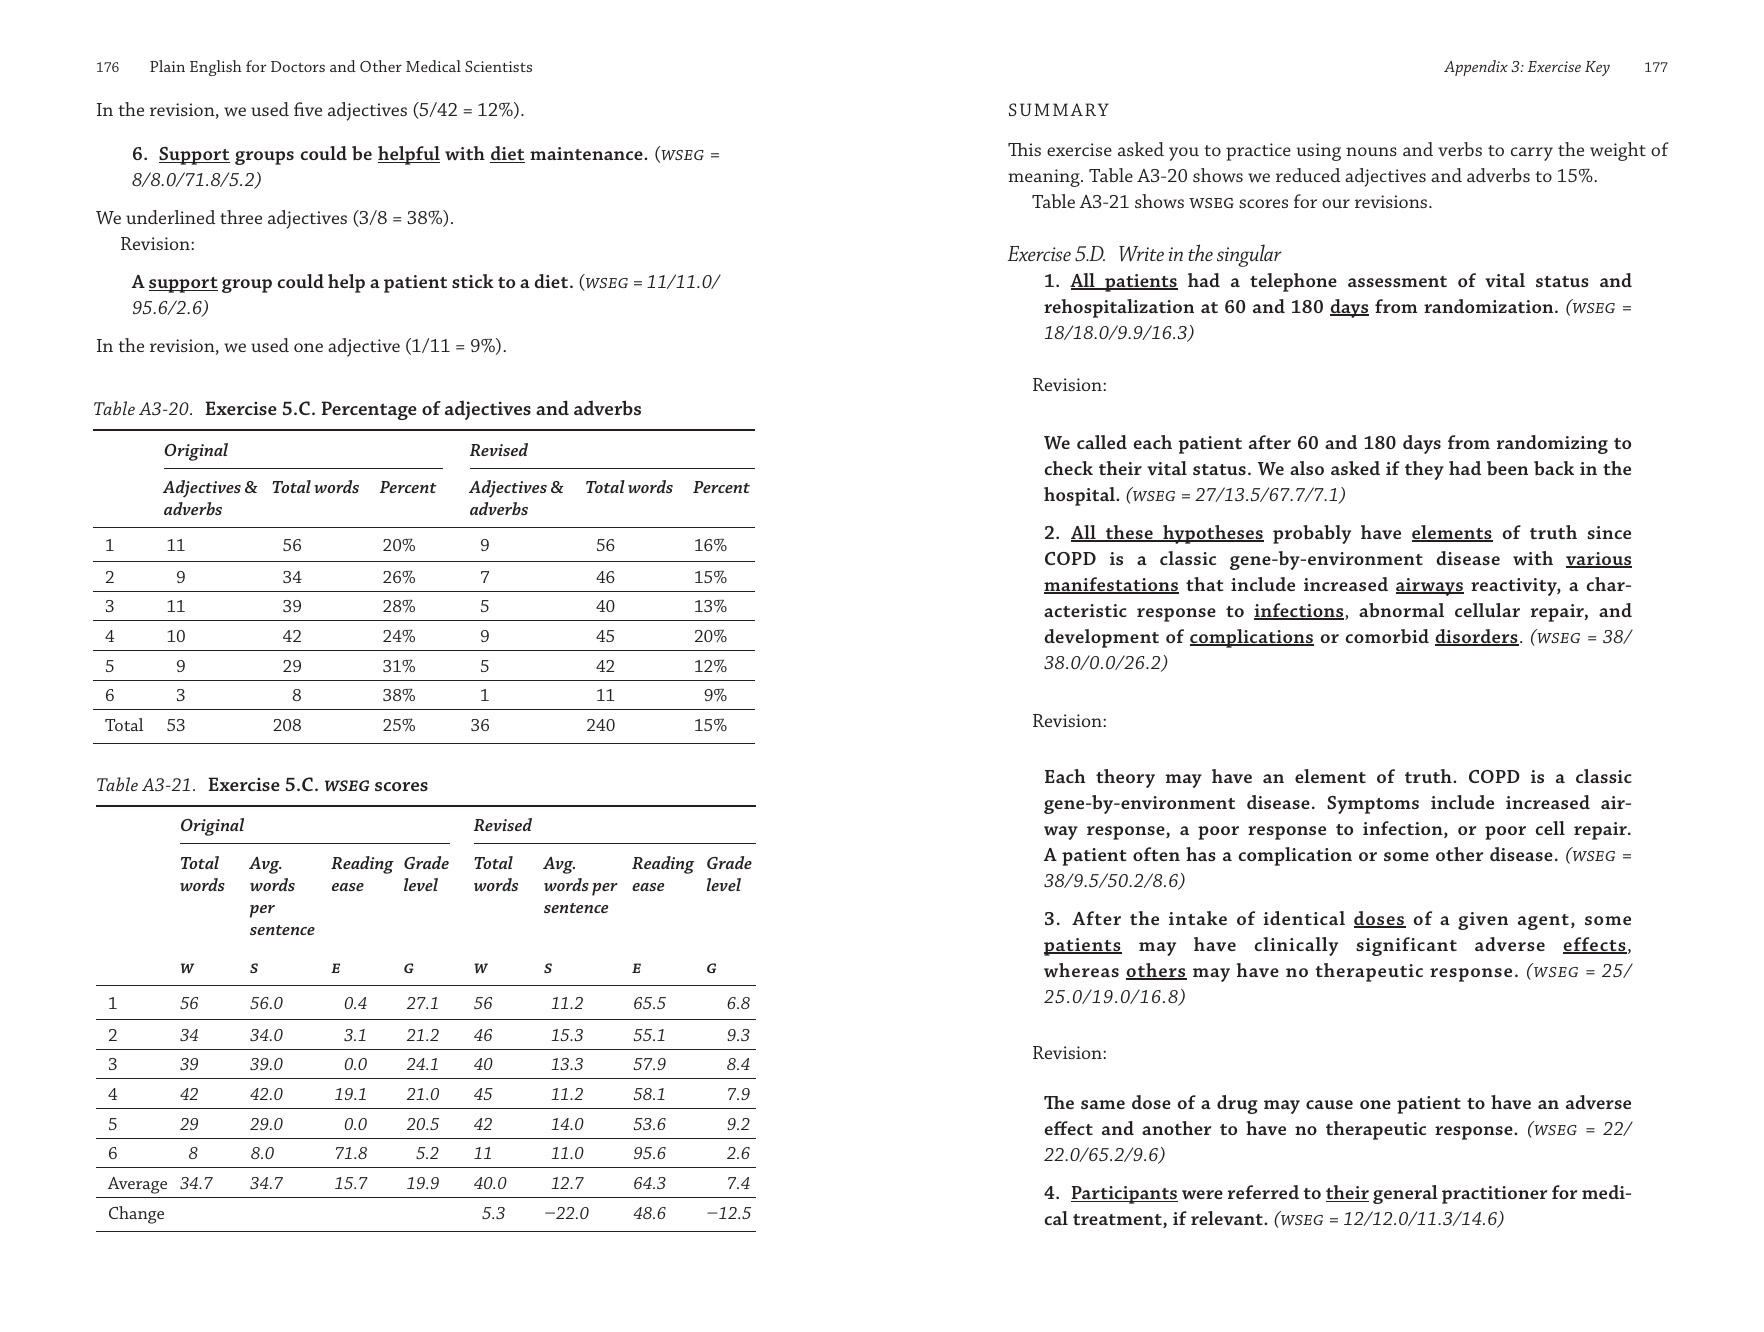 176 Plain English for Doctors and Other Medical Scientists
In the revision, we used five adjectives (5/42 = 12%).
6. Support groups could be helpful with diet maintenance. (WSEG =
8/8.0/71.8/5.2)
We underlined three adjectives (3/8 = 38%).
Revision:
A support group could help a patient stick to a diet. (WSEG = 11/11.0/
95.6/2.6)
In the revision, we used one adjective (1/11 = 9%).
Table A3-20. Exercise 5.C. Percentage of adjectives and adverbs
Original Revised
Adjectives & Total words Percent Adjectives & Total words Percent
adverbs adverbs
1 11 56 20% 9 56 16%
2 9 34 26% 7 46 15%
3 11 39 28% 5 40 13%
4 10 42 24% 9 45 20%
5 9 29 31% 5 42 12%
6 3 8 38% 1 11 9%
Total 53 208 25% 36 240 15%
Table A3-21. Exercise 5.C. WSEG scores
Original Revised
Total Avg. Reading Grade Total Avg. Reading Grade
words words ease level words words per ease level
per sentence
sentence
W S E G W S E G
1 56 56.0 0.4 27.1 56 11.2 65.5 6.8
2 34 34.0 3.1 21.2 46 15.3 55.1 9.3
3 39 39.0 0.0 24.1 40 13.3 57.9 8.4
4 42 42.0 19.1 21.0 45 11.2 58.1 7.9
5 29 29.0 0.0 20.5 42 14.0 53.6 9.2
6 8 8.0 71.8 5.2 11 11.0 95.6 2.6
Average 34.7 34.7 15.7 19.9 40.0 12.7 64.3 7.4
Change 5.3 −22.0 48.6 −12.5
Appendix 3: Exercise Key 177
SUMMARY
This exercise asked you to practice using nouns and verbs to carry the weight of
meaning. Table A3-20 shows we reduced adjectives and adverbs to 15%.
Table A3-21 shows WSEG scores for our revisions.
Exercise 5.D. Write in the singular
1. All patients had a telephone assessment of vital status and
rehospitalization at 60 and 180 days from randomization. (WSEG =
18/18.0/9.9/16.3)
Revision:
We called each patient after 60 and 180 days from randomizing to
check their vital status. We also asked if they had been back in the
hospital. (WSEG = 27/13.5/67.7/7.1)
2. All these hypotheses probably have elements of truth since
COPD is a classic gene-by-environment disease with various
manifestations that include increased airways reactivity, a char-
acteristic response to infections, abnormal cellular repair, and
development of complications or comorbid disorders. (WSEG = 38/
38.0/0.0/26.2)
Revision:
Each theory may have an element of truth. COPD is a classic
gene-by-environment disease. Symptoms include increased air-
way response, a poor response to infection, or poor cell repair.
A patient often has a complication or some other disease. (WSEG =
38/9.5/50.2/8.6)
3. After the intake of identical doses of a given agent, some
patients may have clinically significant adverse effects,
whereas others may have no therapeutic response. (WSEG = 25/
25.0/19.0/16.8)
Revision:
The same dose of a drug may cause one patient to have an adverse
effect and another to have no therapeutic response. (WSEG = 22/
22.0/65.2/9.6)
4. Participants were referred to their general practitioner for medi-
cal treatment, if relevant. (WSEG = 12/12.0/11.3/14.6)